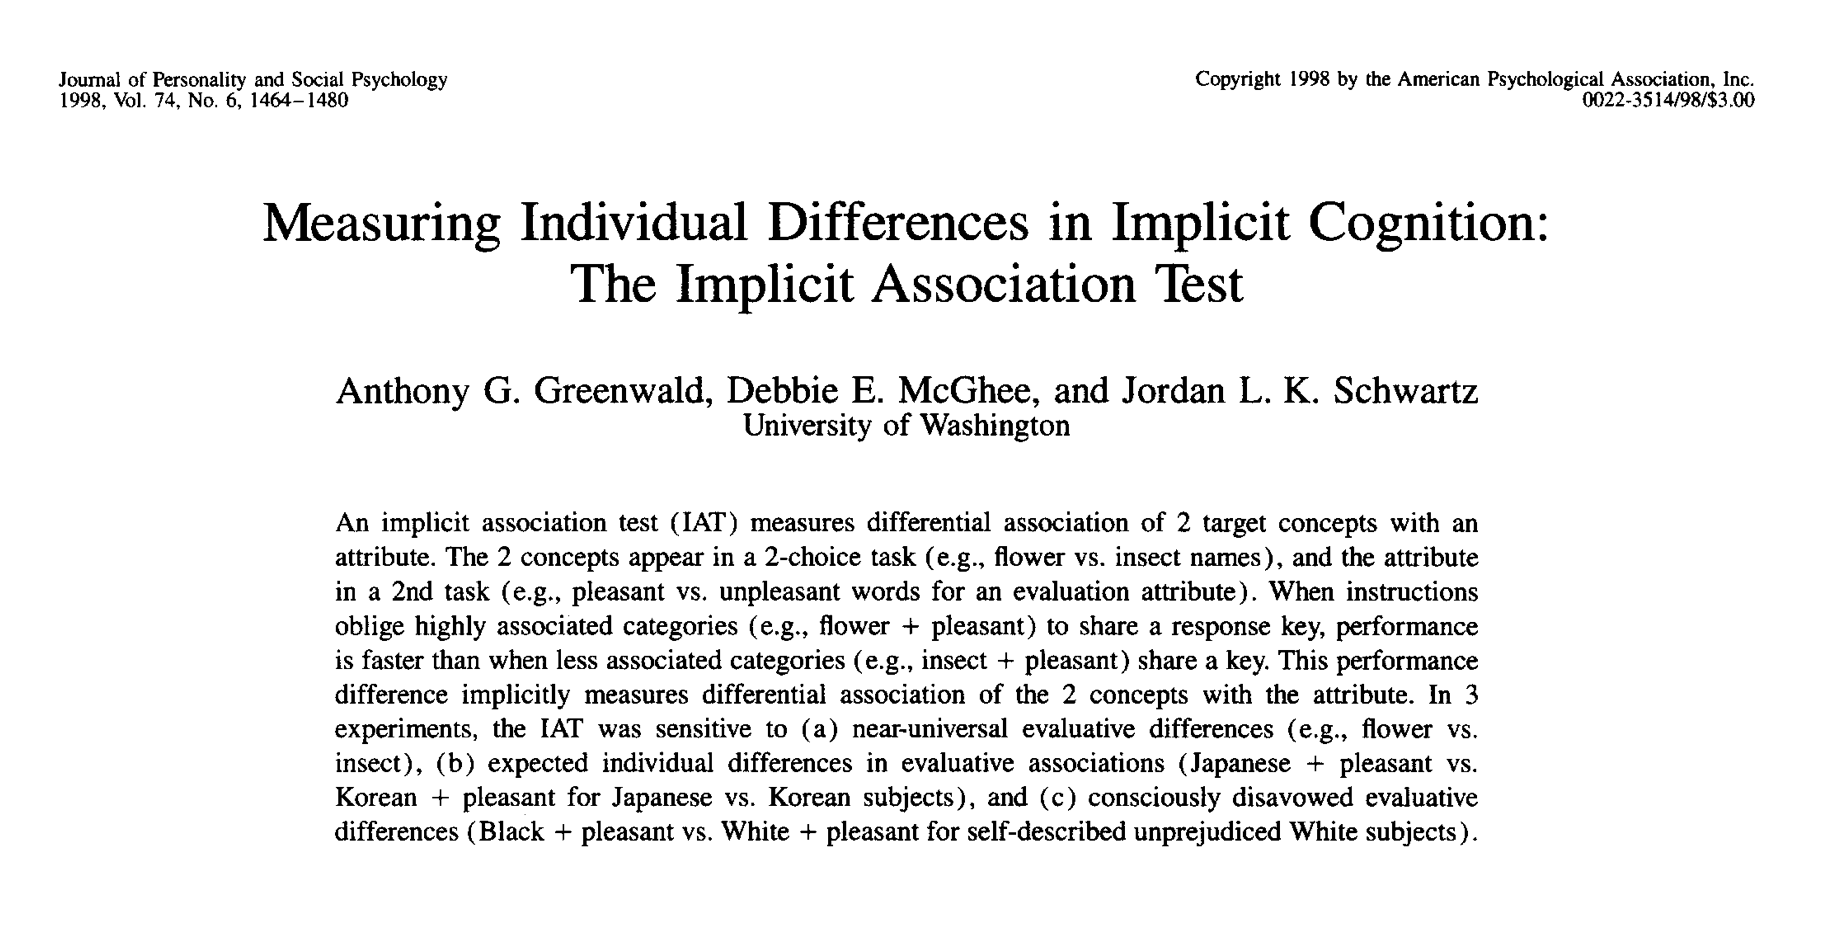 Journal of Personality and Social Psychology
1998, Vol. 74, No. 6, 1464–1480
Copyright 1998 by the American Psychological Association, Inc.
0022-3514/98/$3.00
Measuring Individual Differences in Implicit Cognition:
The Implicit Association Test
Anthony G. Greenwald, Debbie E. McGhee, and Jordan L. K. Schwartz
University of Washington
An implicit association test (IAT) measures differential association of 2 target concepts with an
attribute. The 2 concepts appear in a 2-choice task (e.g., flower vs. insect names), and the attribute
in a 2nd task (e.g., pleasant vs. unpleasant words for an evaluation attribute). When instructions
oblige highly associated categories (e.g., flower + pleasant) to share a response key, performance
is faster than when less associated categories (e.g., insect + pleasant) share a key. This performance
difference implicitly measures differential association of the 2 concepts with the attribute. In 3
experiments, the IAT was sensitive to (a) near-universal evaluative differences (e.g., flower vs.
insect), (b) expected individual differences in evaluative associations (Japanese + pleasant vs.
Korean + pleasant for Japanese vs. Korean subjects), and (c) consciously disavowed evaluative
differences (Black + pleasant vs. White + pleasant for self-described unprejudiced White subjects).